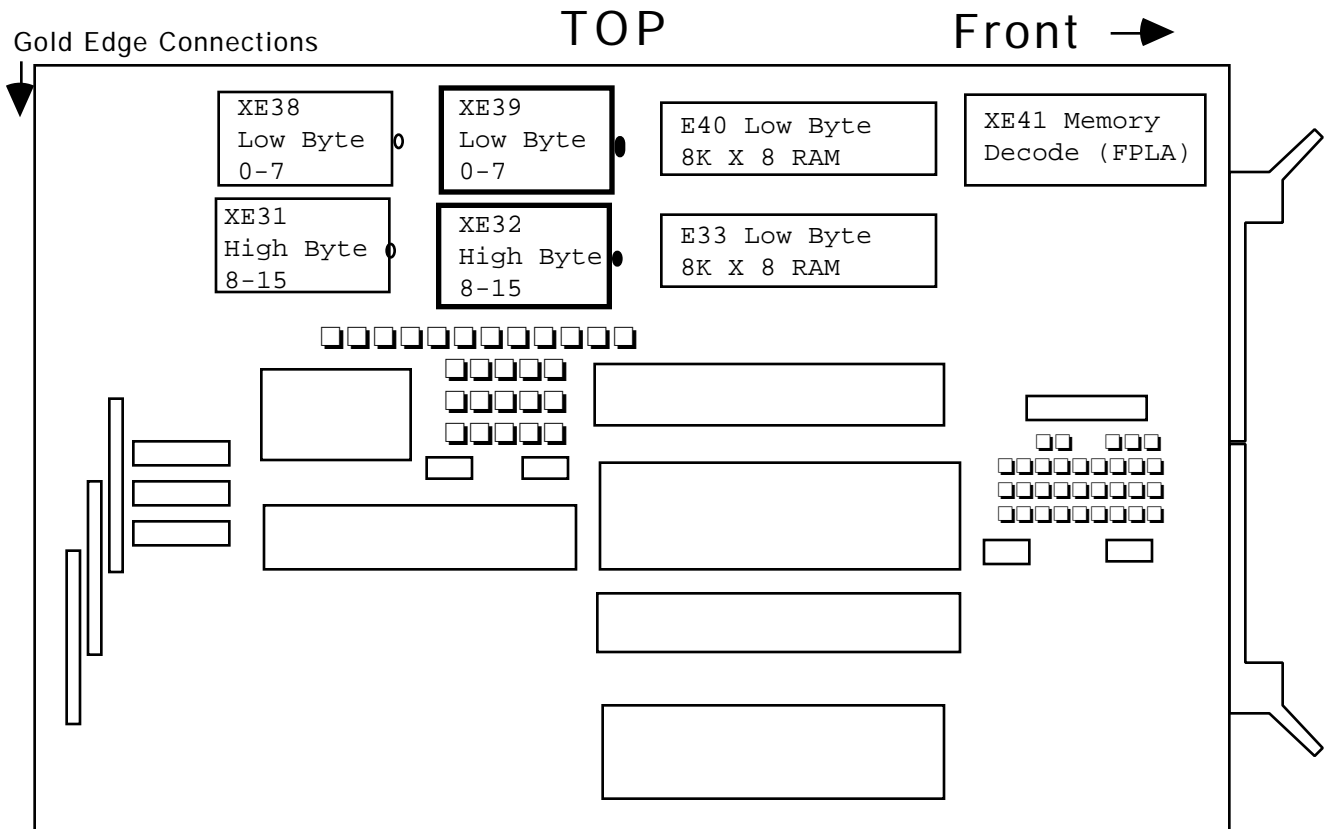 TOP
Front
Gold Edge Connections
XE38
Low Byte
0-7
XE39
Low Byte
0-7
E40 Low Byte
8K X 8 RAM
XE41 Memory
Decode (FPLA)
XE31
High Byte
8-15
XE32
High Byte
8-15
E33 Low Byte
8K X 8 RAM